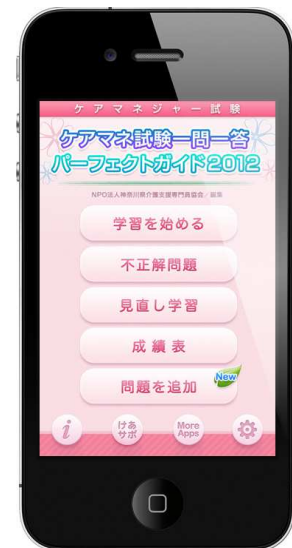 ケアマネジャー試験
ケアマネ試験一問一答
パーフェクトガイド2012
NPO法人神奈川県介護支援専門員協会/編集
学習を始める
不正解問題
見直し学習
成績表
問題を追加
New
i
けあ
サポ
More
Apps